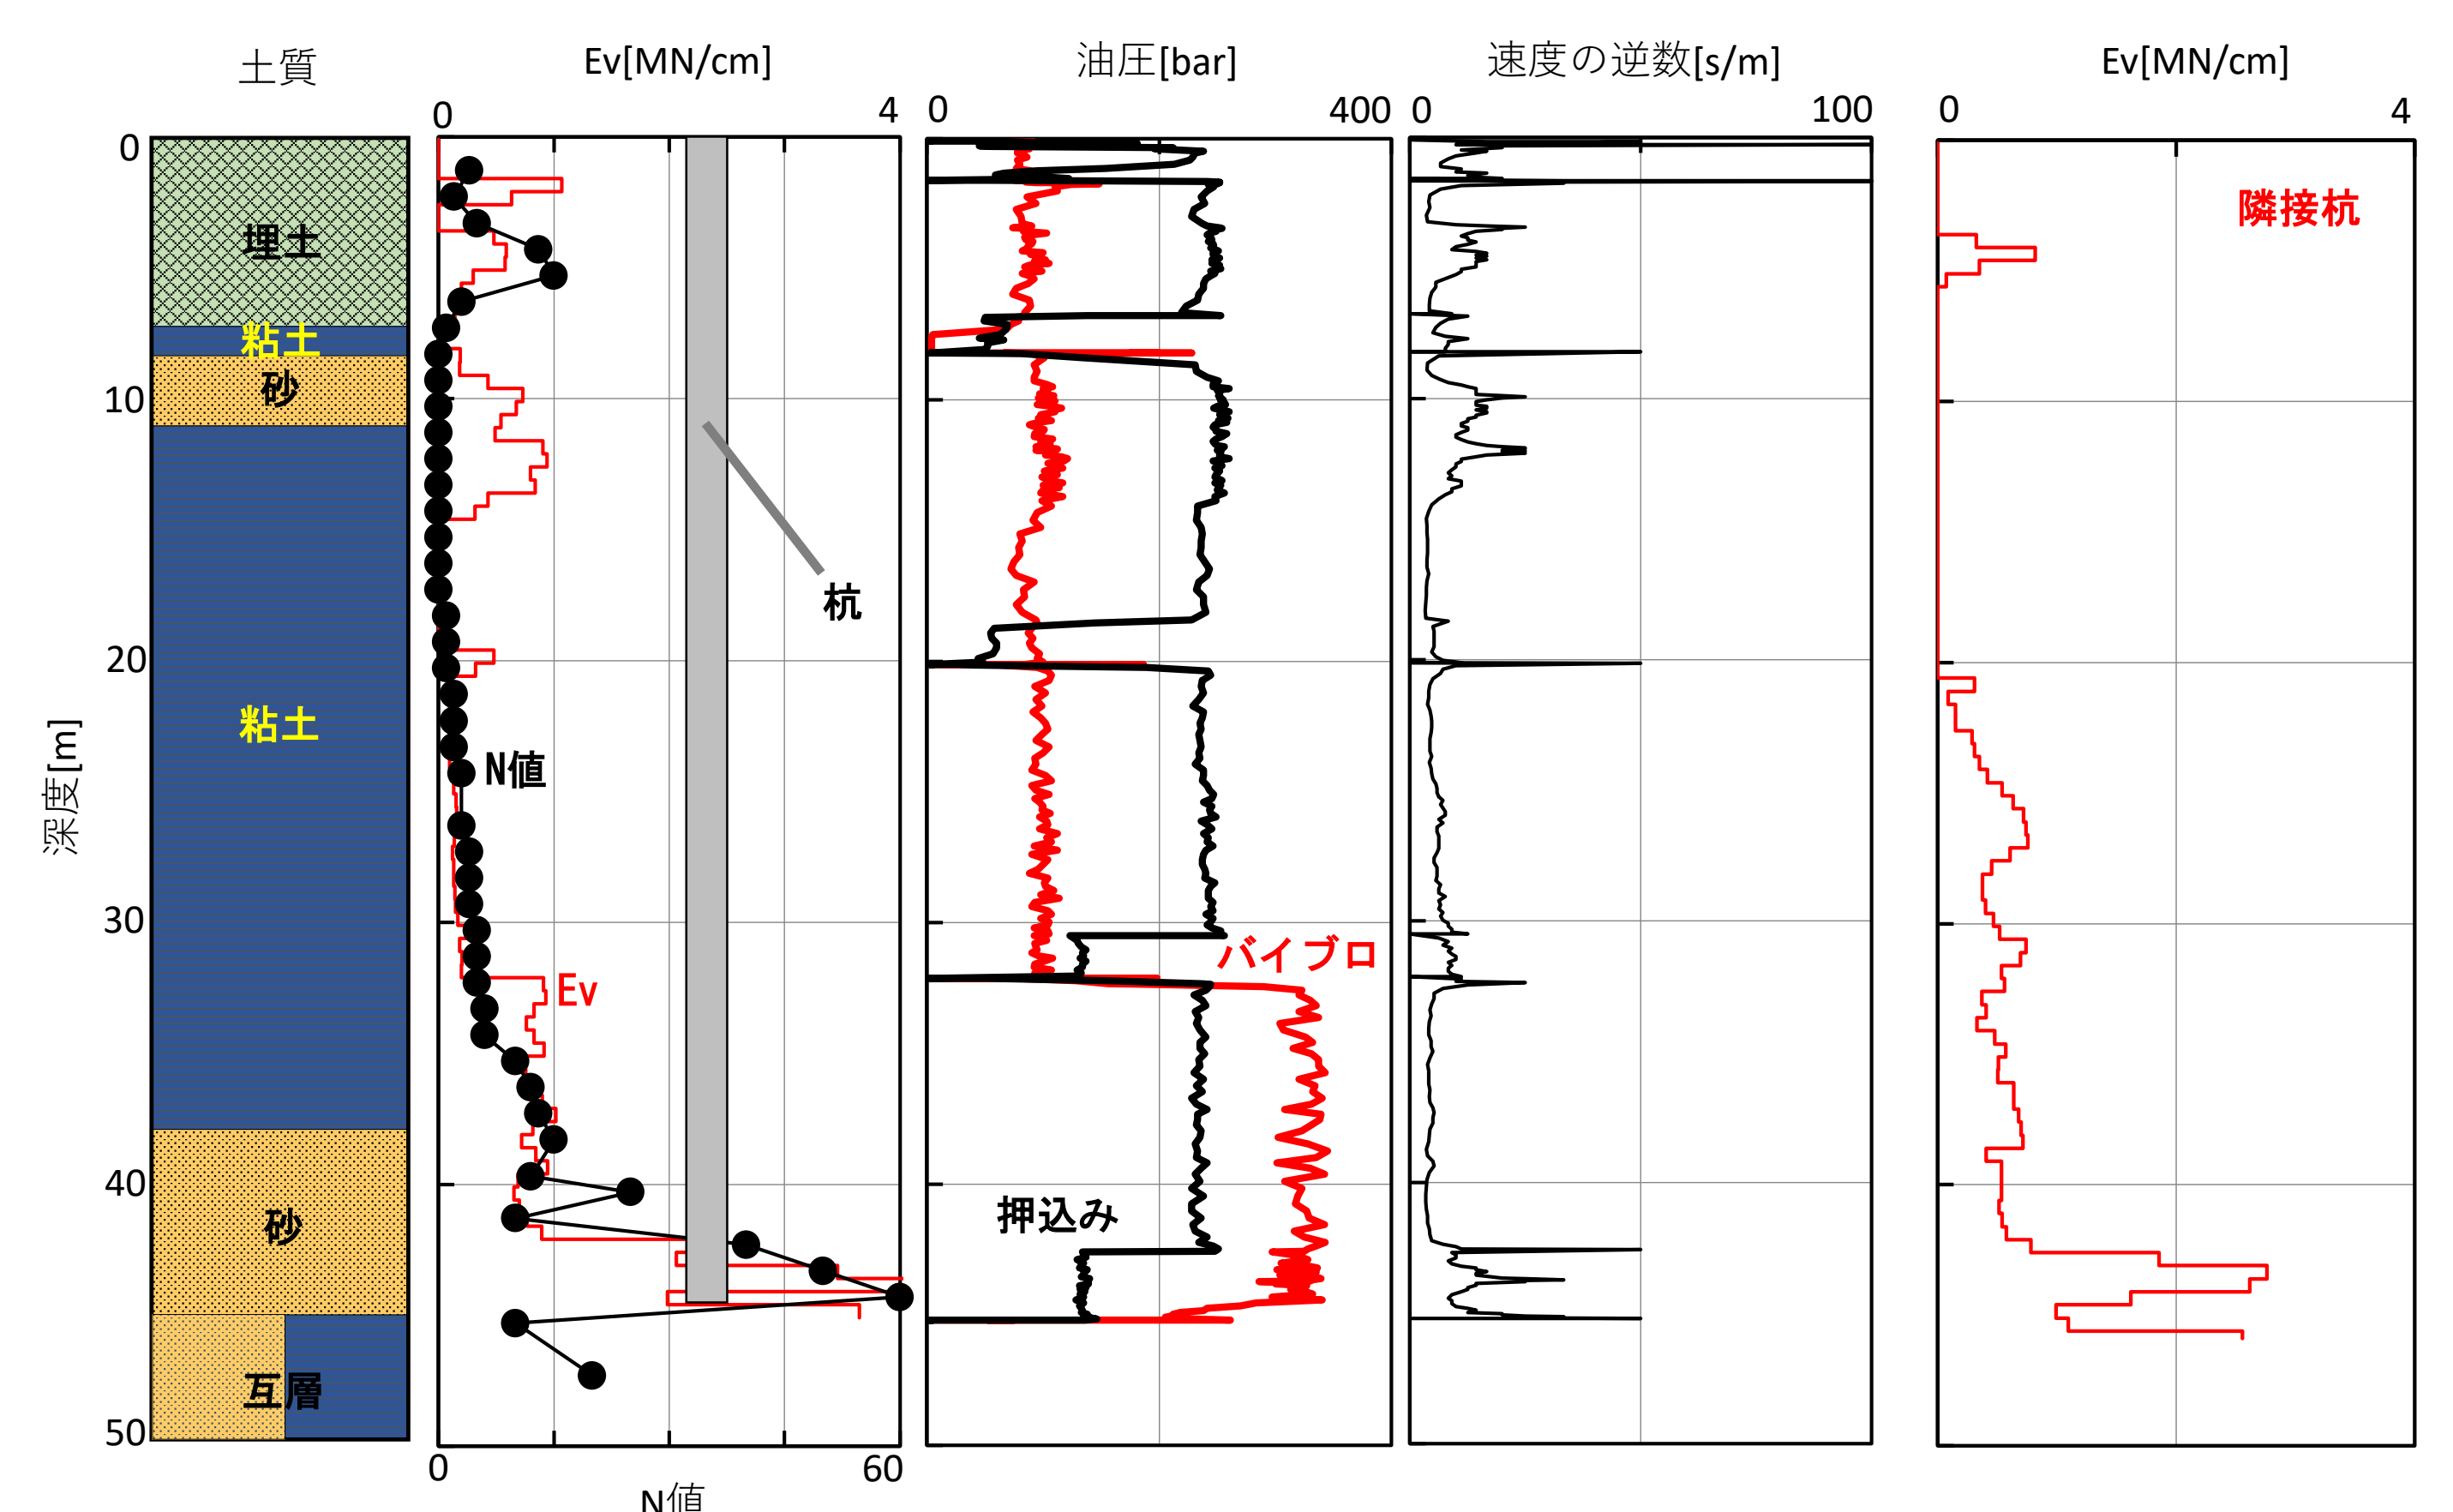 土質
Ev[MN/cm]
油圧[bar]
速度の逆数[s/m]
Ev[MN/cm]
0
4
0
400
0
100
0
4
0
10
20
30
40
50
深度[m]
埋土
粘土
砂
粘土
砂
互層
杭
N値
Ev
バイブロ
押込み
隣接杭
0
60
N値